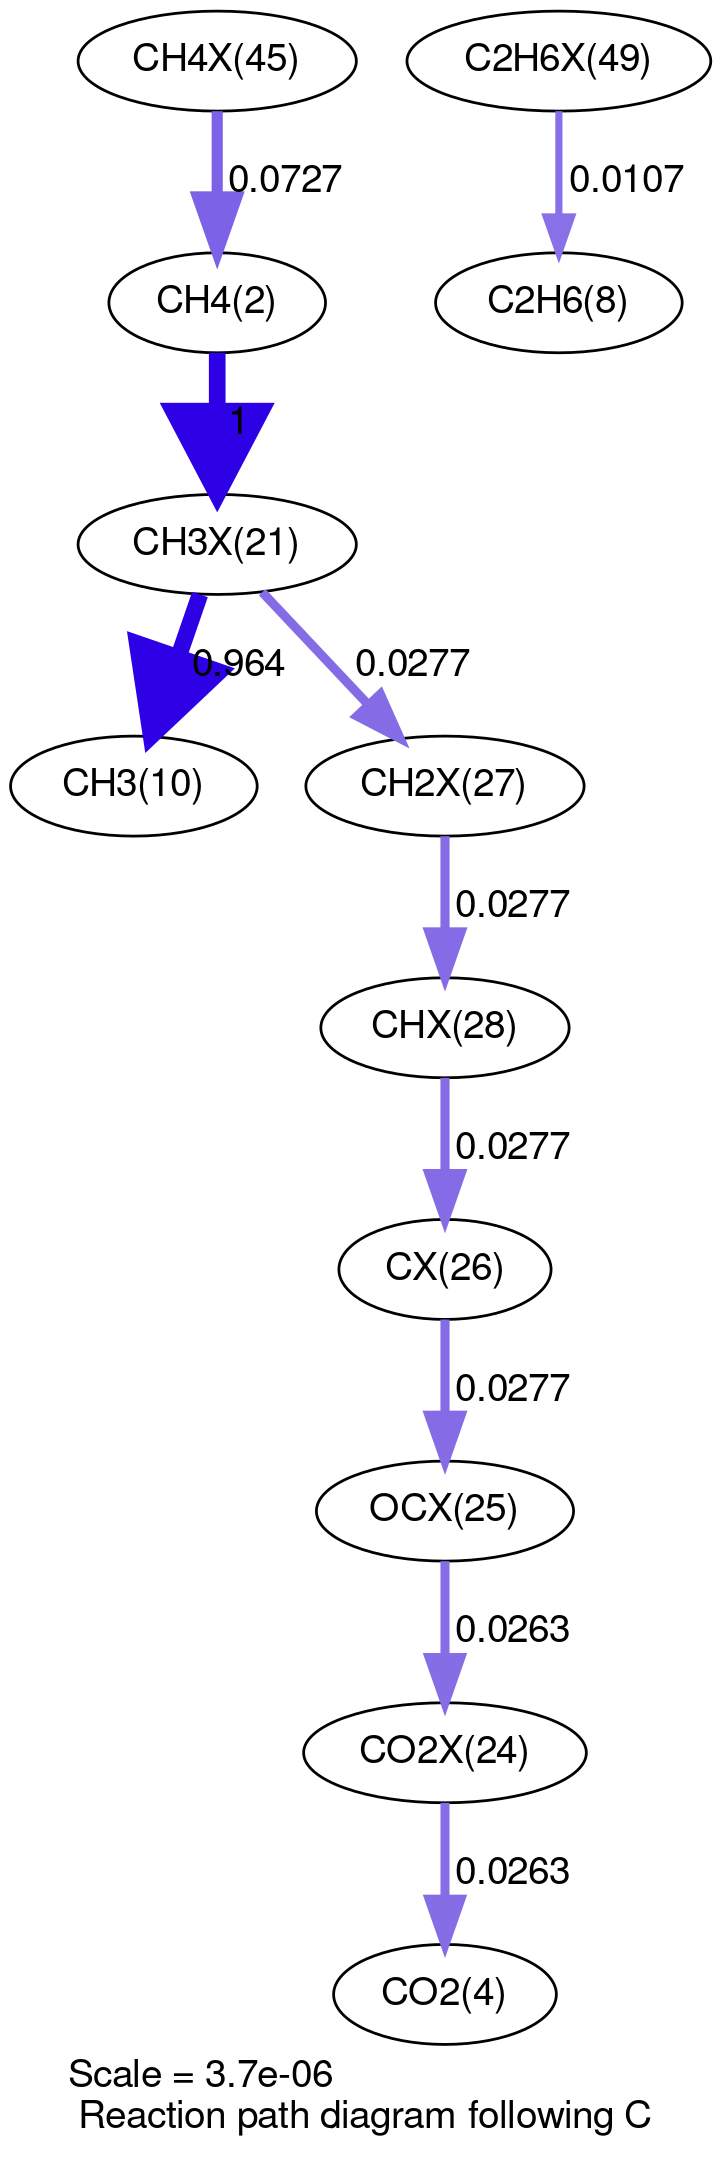 CH4X(45)
C2H6X(49)
0.0727
0.0107
CH4(2)
C2H6(8)
1
CH3X(21)
0.964
0.0277
CH3(10)
CH2X(27)
0.0277
CHX(28)
0.0277
CX(26)
0.0277
OCX(25)
0.0263
CO2X(24)
0.0263
CO2(4)
Scale = 3.7e-06
Reaction path diagram following C